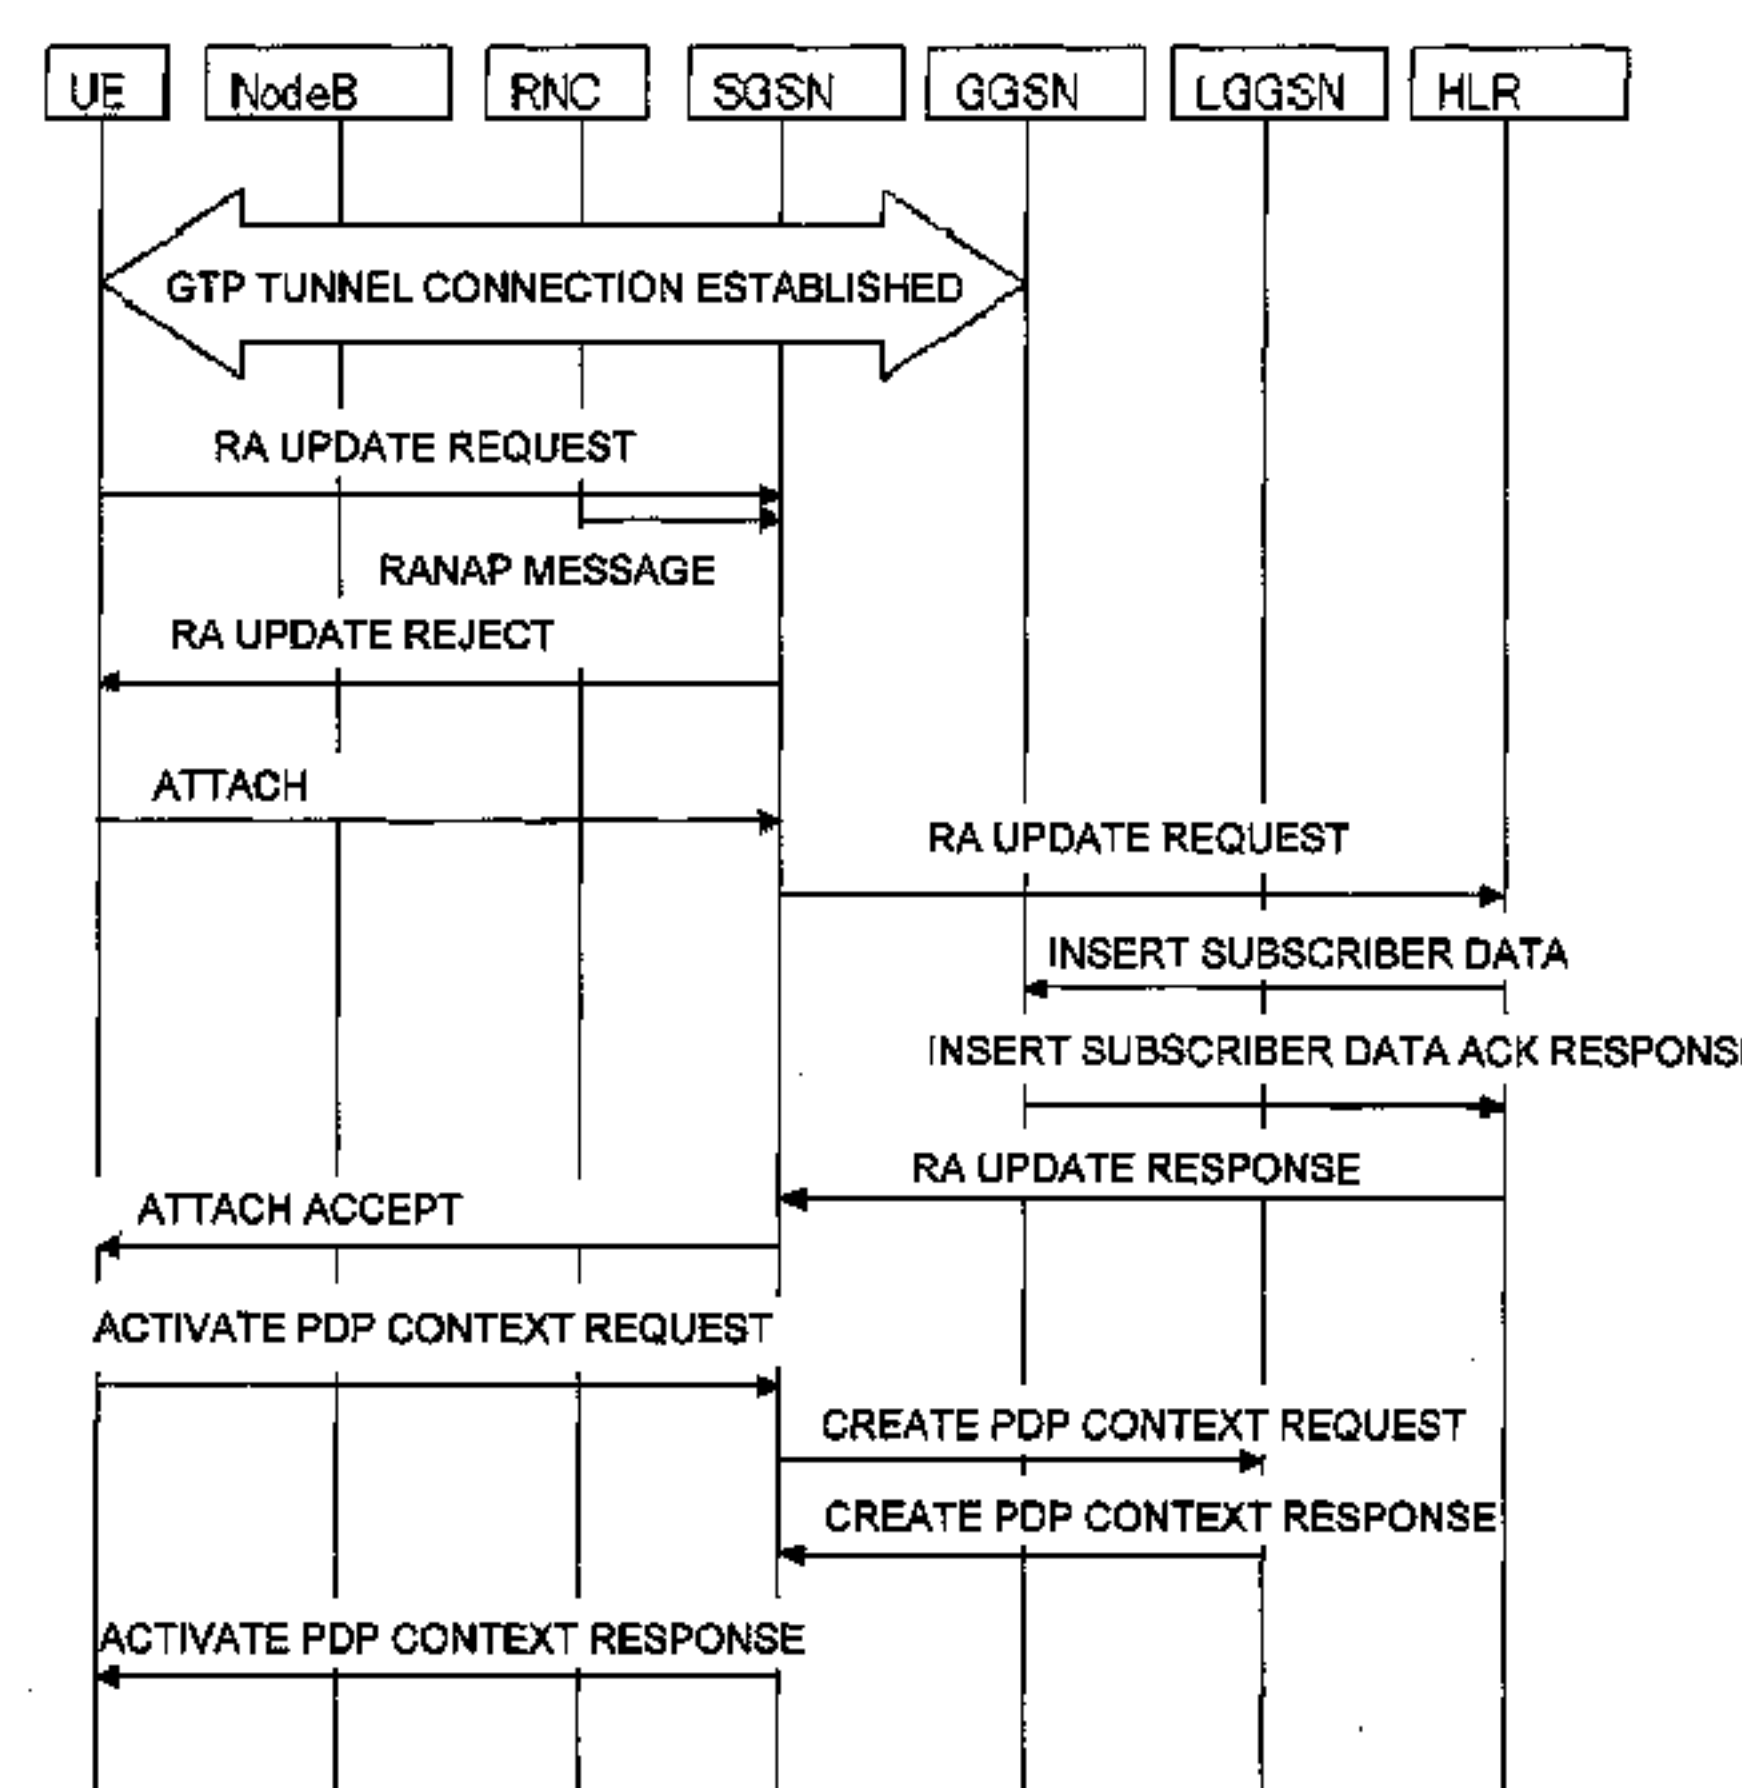 UE NodeB RNC SGSN GGSN LGGSN HLR
GTP TUNNEL CONNECTION ESTABLISHED
RA UPDATE REQUEST
RANAP MESSAGE
RA UPDATE REJECT
ATTACH
RA UPDATE REQUEST
INSERT SUBSCRIBER DATA
INSERT SUBSCRIBER DATA ACK RESPONS
RA UPDATE RESPONSE
ATTACH ACCEPT
ACTIVATE PDP CONTEXT REQUEST
CREATE PDP CONTEXT REQUEST
CREATE PDP CONTEXT RESPONSE
ACTIVATE PDP CONTEXT RESPONSE